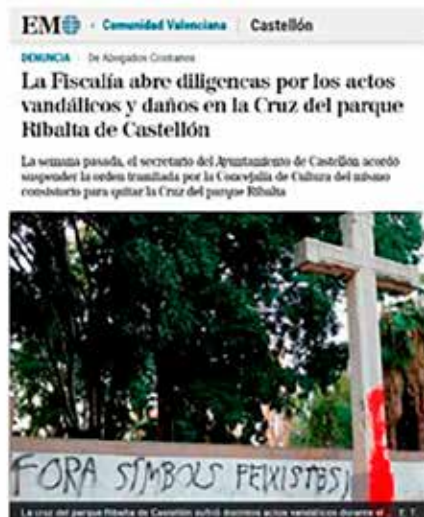 EM
Comunidad Valenciana
Castellón
DENUNCIA De Abogados Cristianos
La Fiscalía abre diligencas por los actos
vandálicos y daños en la Cruz del parque
Ribalta de Castellón
La semana pasada, el secretario del Ayuntamiento de Castellón acordó
suspender la orden tramitada por la Concejalía de Cultura del mismo
consistorio para quitar la Cruz del parque Ribalta
FORA SÍMBOLS FEIXISTES
La cruz del parque Ribalta de Castellón sufrió distintos actos vandálicos durante el... E. T.